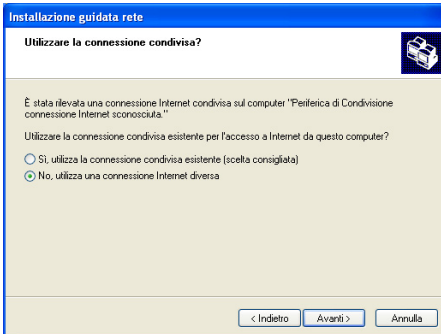 Installazione guidata rete
Utilizzare la connessione condivisa?
È stata rilevata una connessione Internet condivisa sul computer "Periferica di Condivisione
connessione Internet sconosciuta."
Utilizzare la connessione condivisa esistente per l'accesso a Internet da questo computer?
Sì, utilizza la connessione condivisa esistente (scelta consigliata)
No, utilizza una connessione Internet diversa
< Indietro Avanti > Annulla